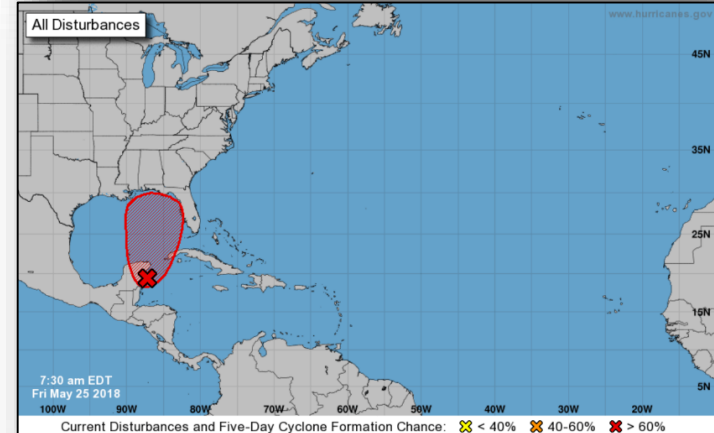 All Disturbances
www.hurricanes.gov
45N
35N
25N
15N
5N
7:30 am EDT
Fri May 25 2018
100W 90W 80W 70W 60W 50W 40W 30W 20W
Current Disturbances and Five-Day Cyclone Formation Chance: < 40% 40-60% > 60%